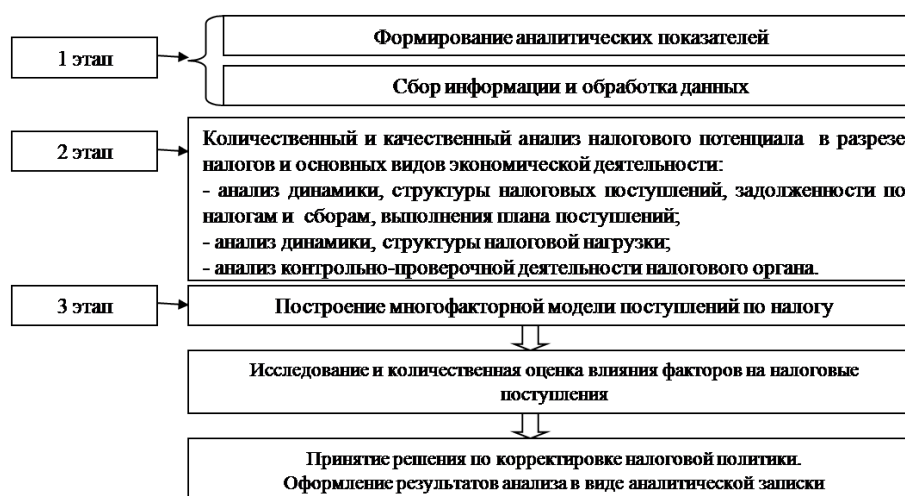 1 этап
Формирование аналитических показателей
Сбор информации и обработка данных
2 этап
Количественный и качественный анализ налогового потенциала в разрезе
налогов и основных видов экономической деятельности:
- анализ динамики, структуры налоговых поступлений, задолженности по
налогам и сборам, выполнения плана поступлений;
- анализ динамики, структуры налоговой нагрузки;
- анализ контрольно-проверочной деятельности налогового органа.
3 этап
Построение многофакторной модели поступлений по налогу
Исследование и количественная оценка влияния факторов на налоговые
поступления
Принятие решения по корректировке налоговой политики.
Оформление результатов анализа в виде аналитической записки